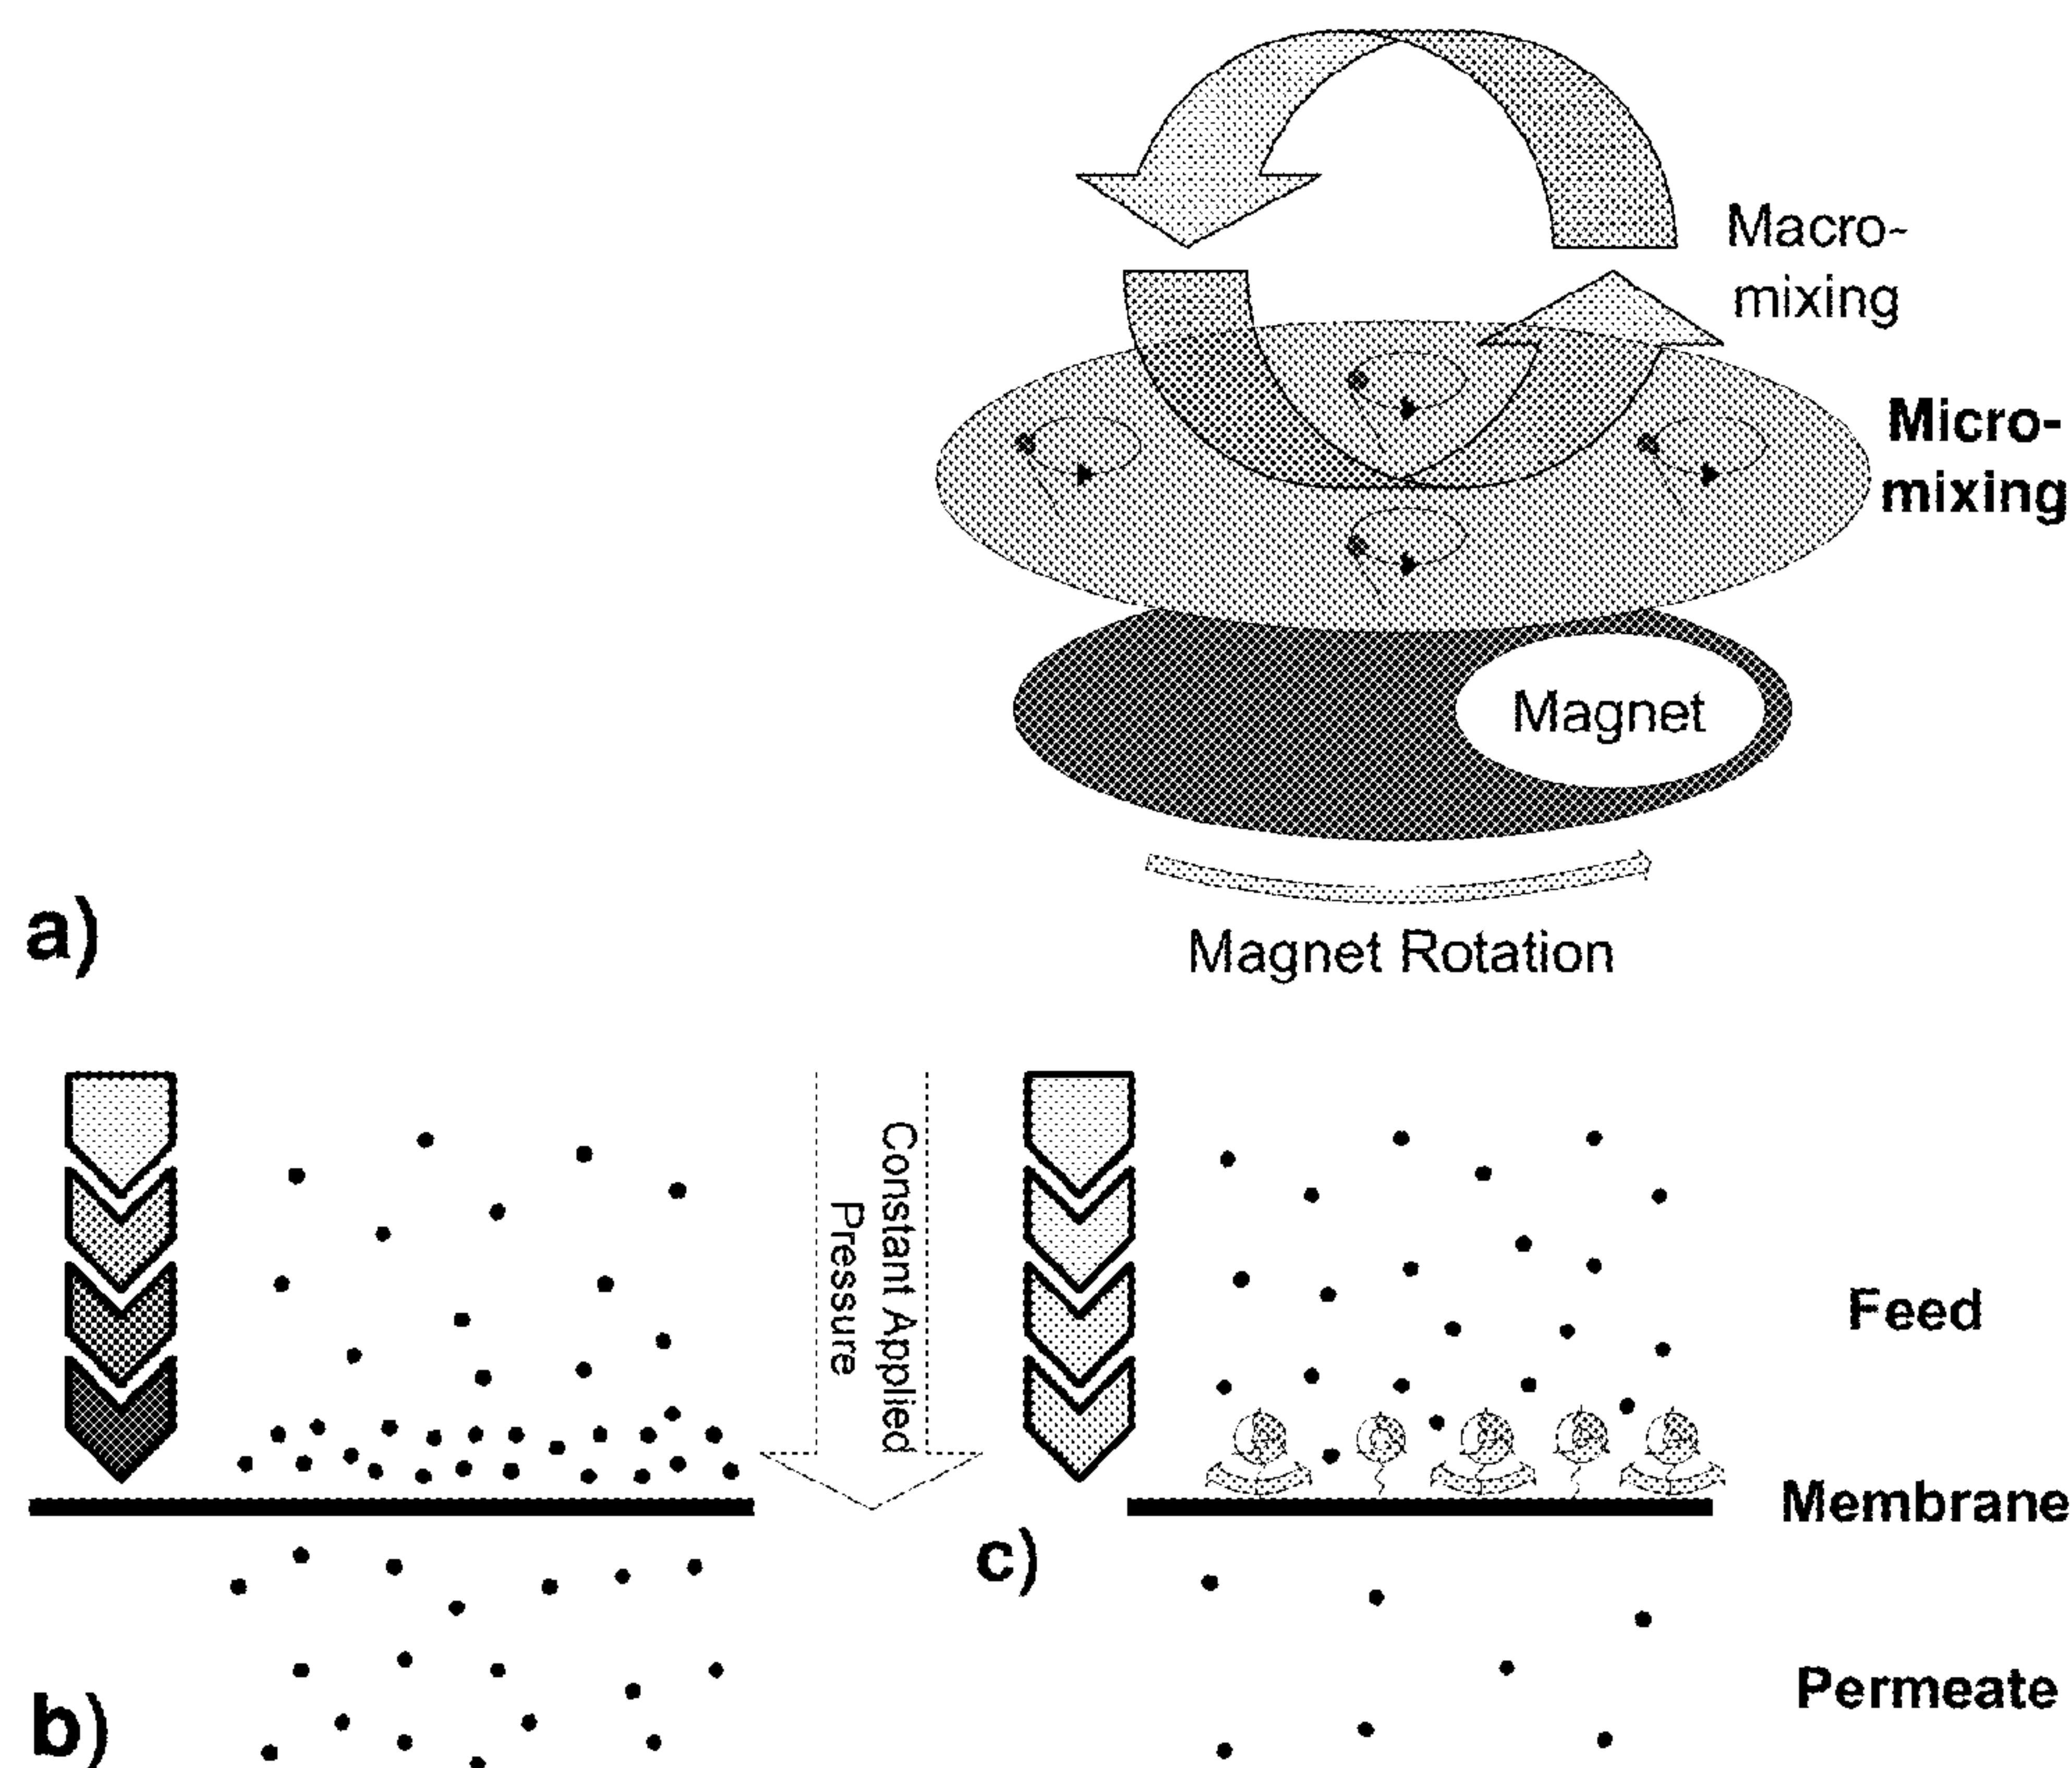 Macro-
mixing
Micro-
mixing
Magnet
Magnet Rotation
a)
Constant Applied
Pressure
Feed
Membrane
c)
Permeate
b)